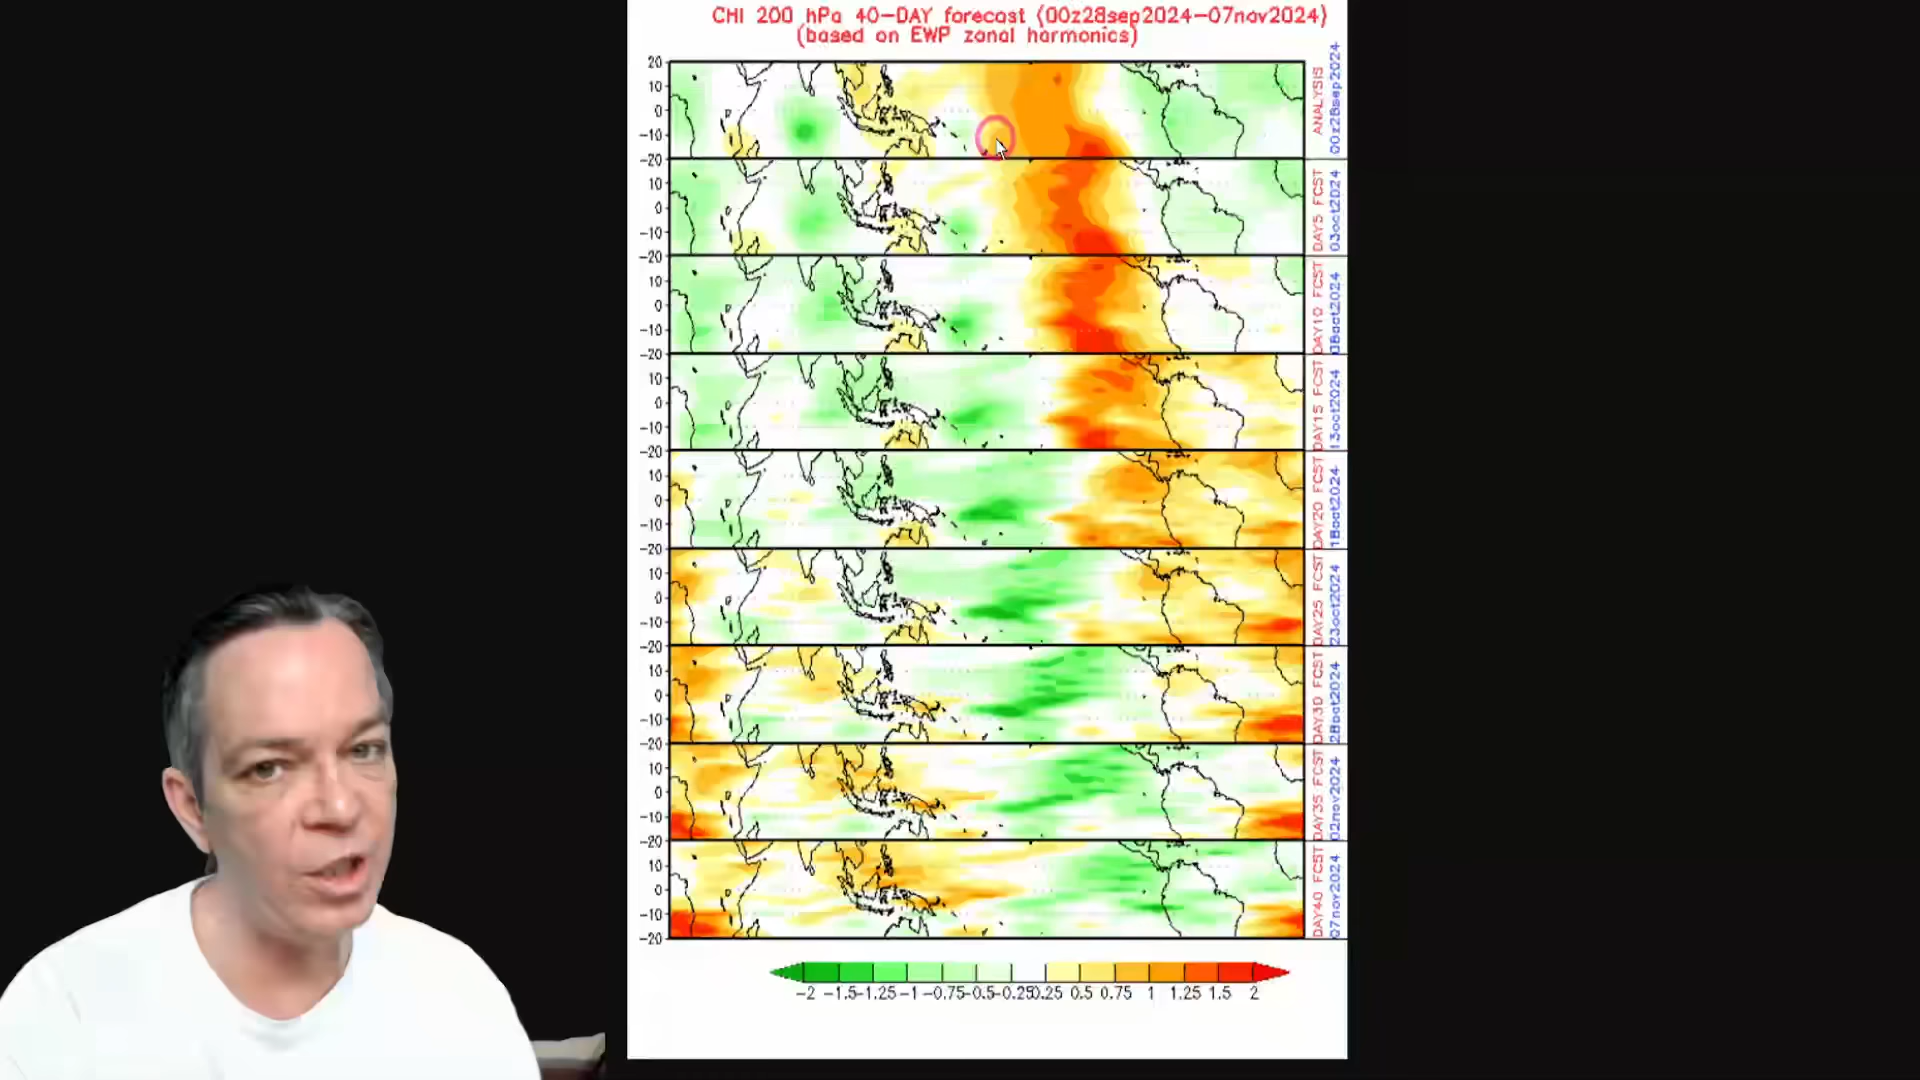 CHI 200 hPa 40-DAY forecast (00z28sep2024-07nov2024)
(based on EWP zonal harmonics)
20
10
0
-10
-20
ANALYSIS
00z28sep2024
10
0
-10
-20
DAY5 FCST
03oct2024
10
0
-10
-20
DAY10 FCST
08oct2024
10
0
-10
-20
DAY15 FCST
13oct2024
10
0
-10
-20
DAY20 FCST
18oct2024
10
0
-10
-20
DAY25 FCST
23oct2024
10
0
-10
-20
DAY30 FCST
28oct2024
10
0
-10
-20
DAY35 FCST
02nov2024
10
0
-10
-20
DAY40 FCST
07nov2024
-2 -1.5 -1.25 -1 -0.75 -0.5 -0.25 0.25 0.5 0.75 1 1.25 1.5 2